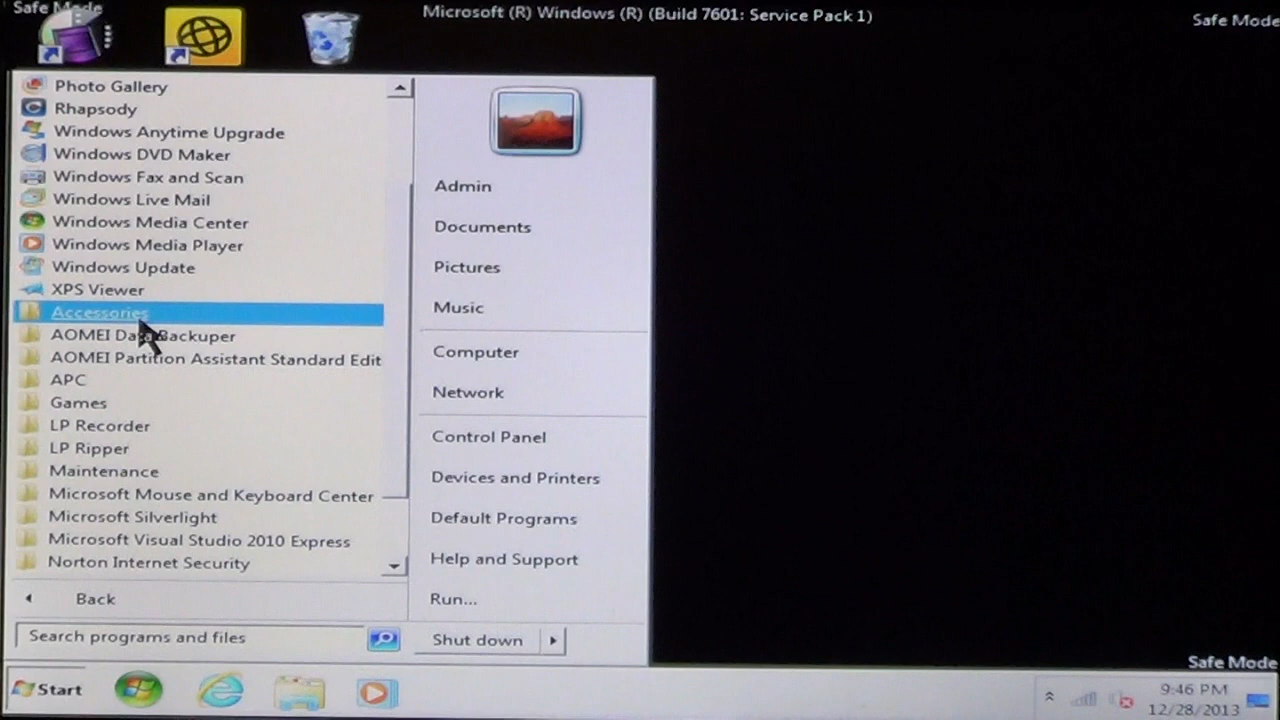 Safe Mode
Microsoft (R) Windows (R) (Build 7601: Service Pack 1)
Safe Mode
Photo Gallery
Rhapsody
Windows Anytime Upgrade
Windows DVD Maker
Windows Fax and Scan
Windows Live Mail
Windows Media Center
Windows Media Player
Windows Update
XPS Viewer
Accessories
AOMEI Data Backuper
AOMEI Partition Assistant Standard Edit
APC
Games
LP Recorder
LP Ripper
Maintenance
Microsoft Mouse and Keyboard Center
Microsoft Silverlight
Microsoft Visual Studio 2010 Express
Norton Internet Security
Back
Search programs and files
Admin
Documents
Pictures
Music
Computer
Network
Control Panel
Devices and Printers
Default Programs
Help and Support
Run...
Shut down
Safe Mode
Start
9:46 PM
12/28/2013